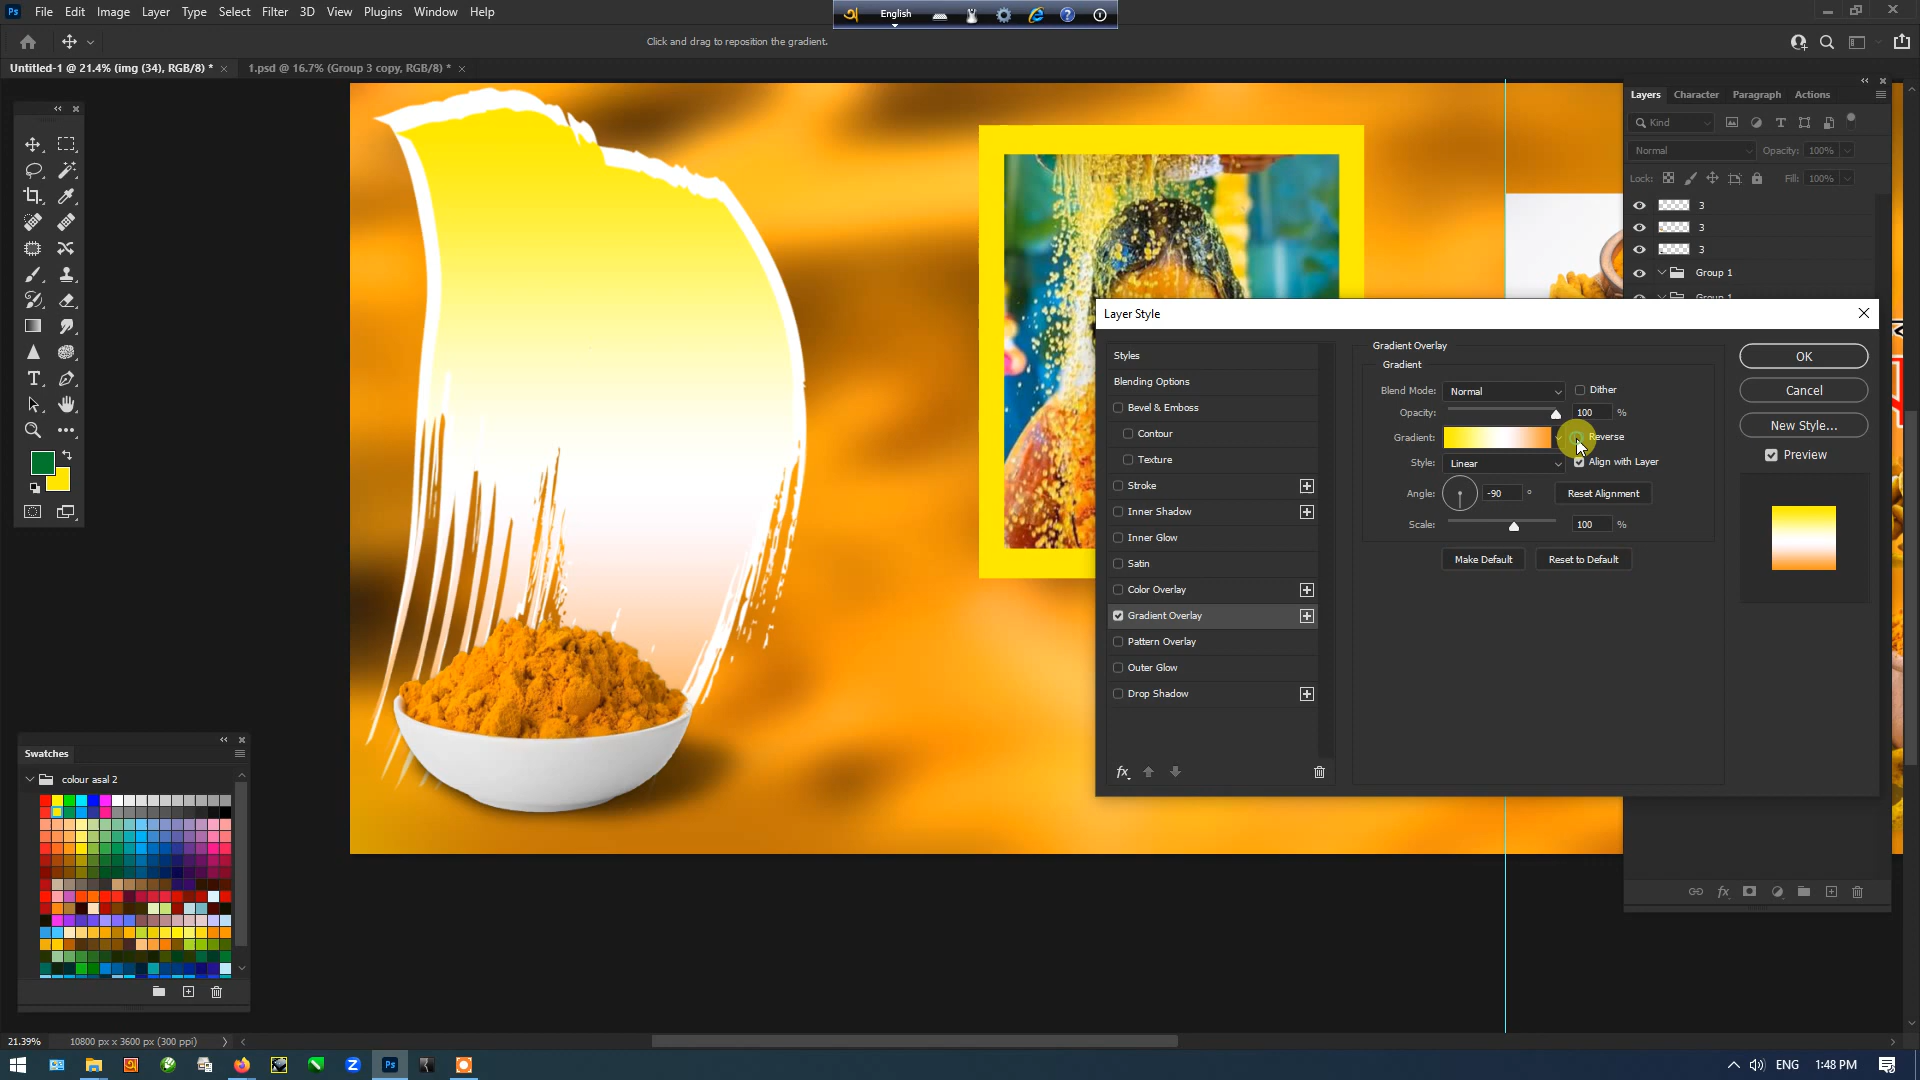 Ps File Edit Image Layer Type Select Filter 3D View Plugins Window Help
English
Click and drag to reposition the gradient.
Untitled-1 @ 21.4% (img (34), RGB/8) *
1.psd @ 16.7% (Group 3 copy, RGB/8) *
Layers Character Paragraph Actions
Kind
Normal Opacity: 100%
Lock: Fill: 100%
3
3
3
Group 1
Group 1
Layer Style
Styles
Blending Options
Bevel & Emboss
Contour
Texture
Stroke
Inner Shadow
Inner Glow
Satin
Color Overlay
Gradient Overlay
Pattern Overlay
Outer Glow
Drop Shadow
fx
Gradient Overlay
Gradient
Blend Mode: Normal Dither
Opacity: 100 %
Gradient: Reverse
Style: Linear Align with Layer
Angle: -90 ° Reset Alignment
Scale: 100 %
Make Default Reset to Default
OK
Cancel
New Style...
Preview
Swatches
colour asal 2
fx
21.39% 10800 px x 3600 px (300 ppi)
Ps
ENG 1:48 PM